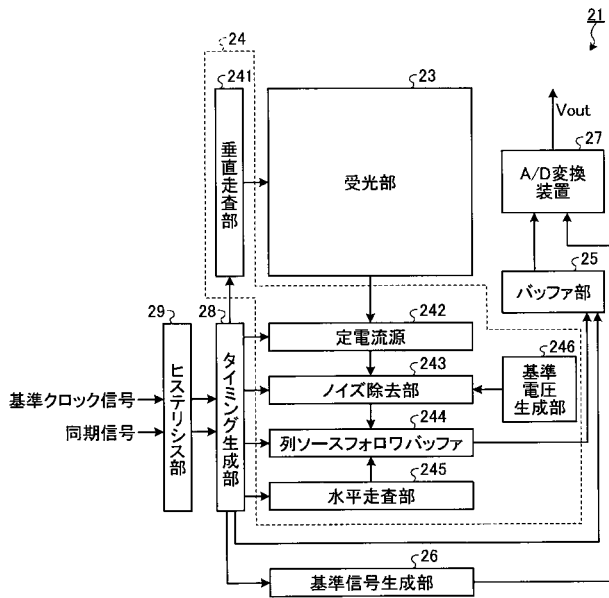 21
24
241
垂直走査部
23
受光部
Vout
27
A/D変換
装置
25
バッファ部
29
ヒステリシス部
28
タイミング生成部
242
定電流源
243
ノイズ除去部
246
基準
電圧
生成部
244
列ソースフォロワバッファ
245
水平走査部
基準クロック信号
同期信号
26
基準信号生成部